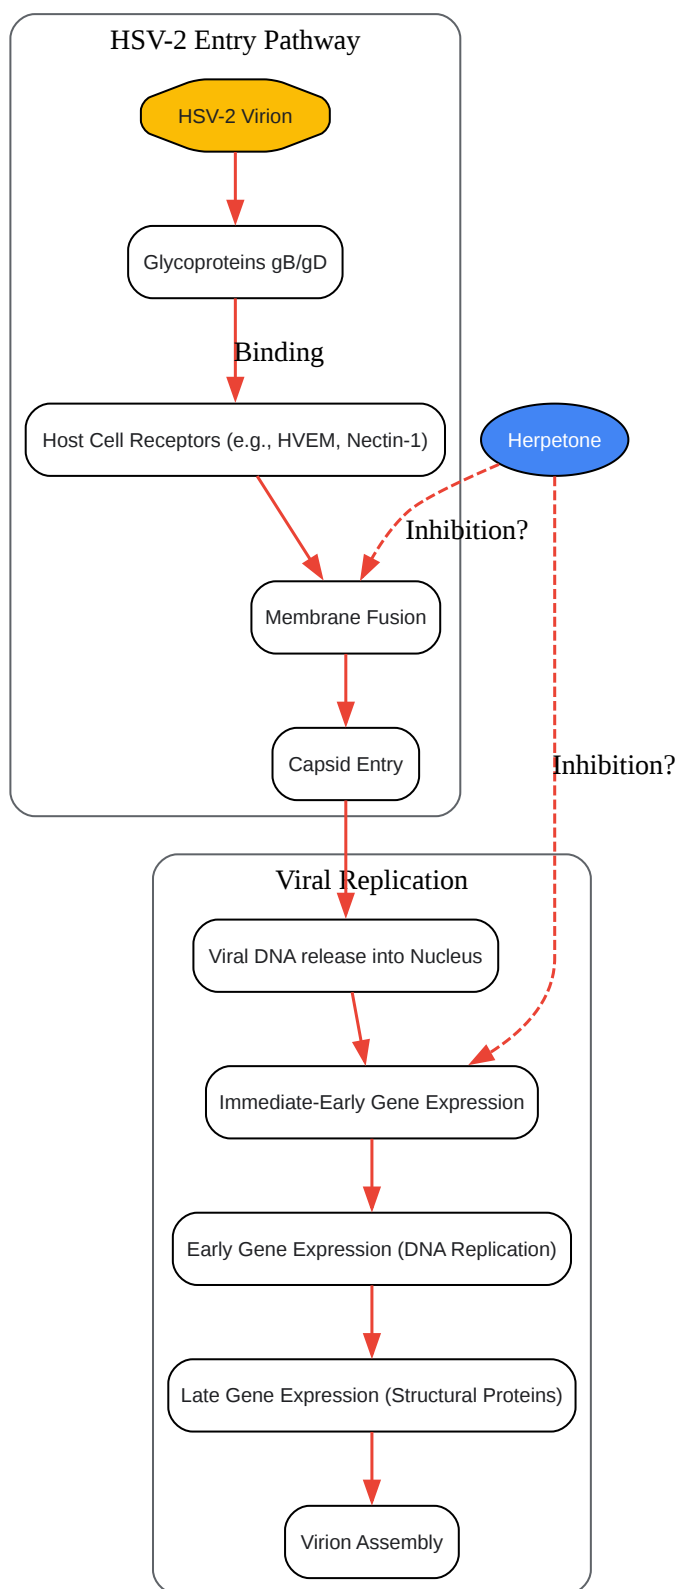 HSV-2 Entry Pathway
HSV-2 Virion
Glycoproteins gB/gD
Binding
Host Cell Receptors (e.g., HVEM, Nectin-1)
Herpetone
Inhibition?
Membrane Fusion
Capsid Entry
Inhibition?
Viral Replication
Viral DNA release into Nucleus
Immediate-Early Gene Expression
Early Gene Expression (DNA Replication)
Late Gene Expression (Structural Proteins)
Virion Assembly